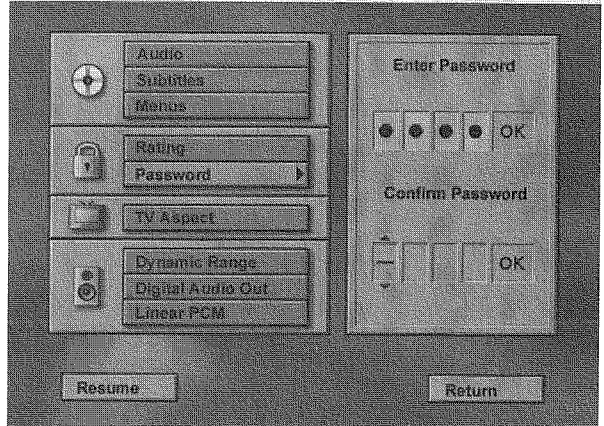 Audio
Subtitles
Menus
Rating
Password
TV Aspect
Dynamic Range
Digital Audio Out
Linear PCM
Enter Password
OK
Confirm Password
OK
Resume
Return